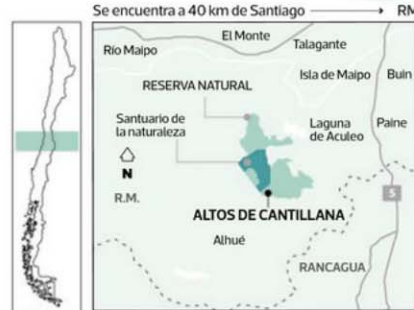 Se encuentra a 40 km de Santiago RM
El Monte
Talagante
Río Maipo
Isla de Maipo
Buin
RESERVA NATURAL
Santuario de
la naturaleza
Laguna
de Aculeo
Paine
N
R.M.
5
ALTOS DE CANTILLANA
Alhué
RANCAGUA